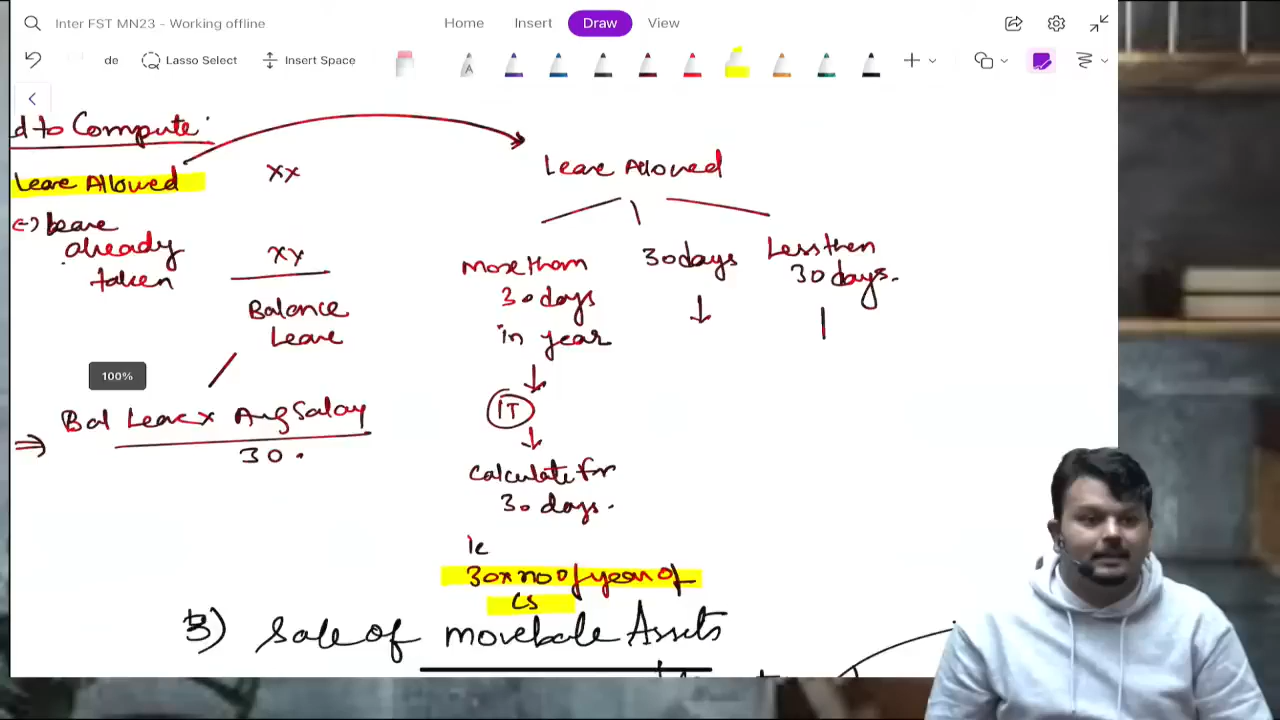 Inter FST MN23 - Working offline
Home
Insert
Draw
View
de
Lasso Select
Insert Space
d to Compute:
Leave Allowed
xx
(-) Leave
already
taken
xx
Balance
Leave
100%
Bal Leave x Avg Salary
30.
Leave Allowed
More than
30 days
in year
IT
Calculate for
30 days.
ie
30 x no of year of
CS
30 days
Less then
30 days.
3) Sale of movebale Assets